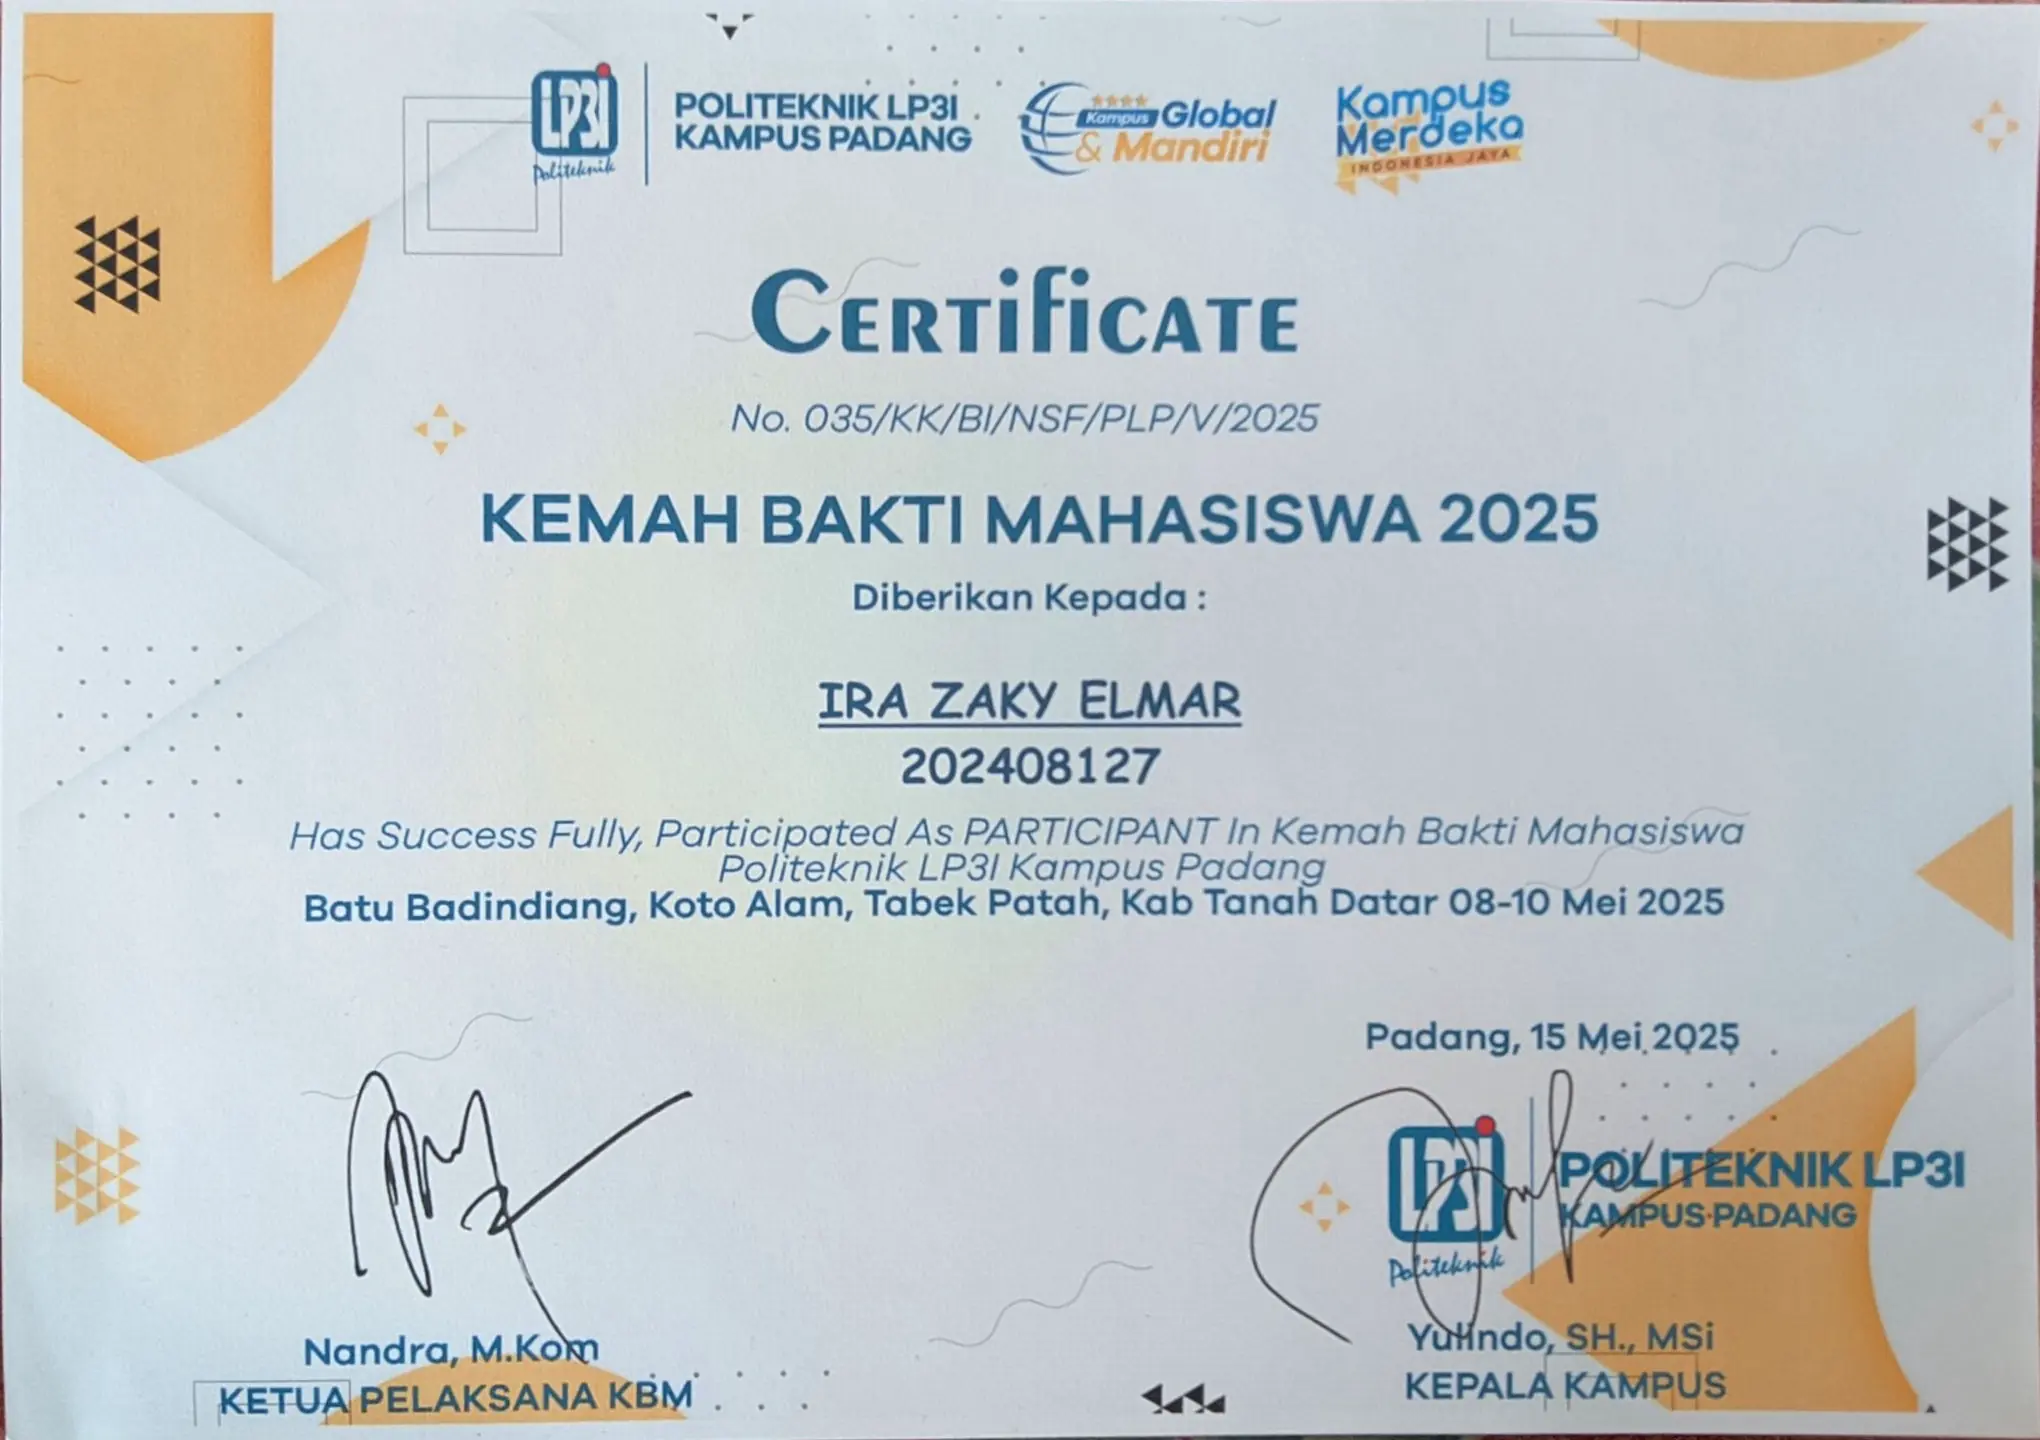 LP3I
Politeknik
POLITEKNIK LP3I
KAMPUS PADANG
Kampus Global
& Mandiri
Kampus
Merdeka
INDONESIA JAYA
CERTIFICATE
No. 035/KK/BI/NSF/PLP/V/2025
KEMAH BAKTI MAHASISWA 2025
Diberikan Kepada :
IRA ZAKY ELMAR
202408127
Has Success Fully, Participated As PARTICIPANT In Kemah Bakti Mahasiswa
Politeknik LP3I Kampus Padang
Batu Badindiang, Koto Alam, Tabek Patah, Kab Tanah Datar 08-10 Mei 2025
Padang, 15 Mei 2025
LP3I
Politeknik
POLITEKNIK LP3I
KAMPUS PADANG
Nandra, M.Kom
KETUA PELAKSANA KBM
Yulindo, SH., MSi
KEPALA KAMPUS